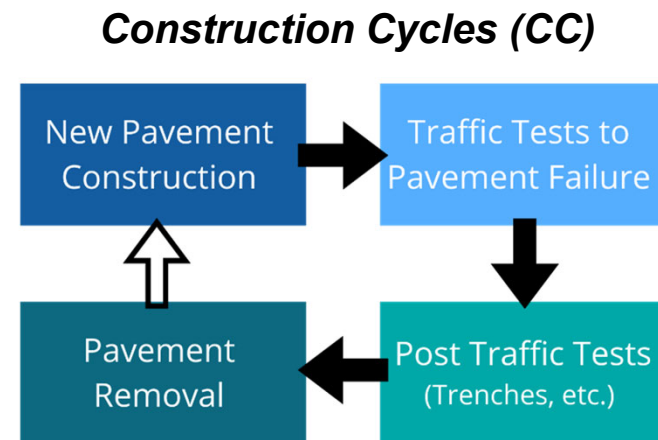 Construction Cycles (CC)
New Pavement
Construction
Traffic Tests to
Pavement Failure
Pavement
Removal
Post Traffic Tests
(Trenches, etc.)